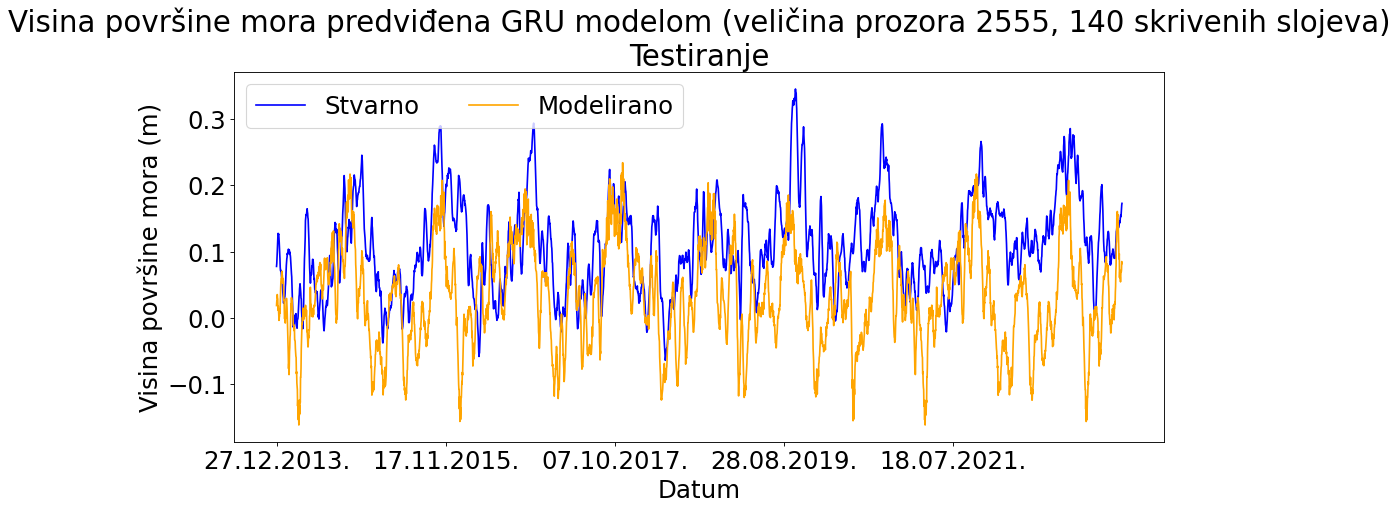 Visina površine mora predviđena GRU modelom (veličina prozora 2555, 140 skrivenih slojeva)
Testiranje
Stvarno
Modelirano
Visina površine mora (m)
0.3
0.2
0.1
0.0
−0.1
27.12.2013.
17.11.2015.
07.10.2017.
28.08.2019.
18.07.2021.
Datum